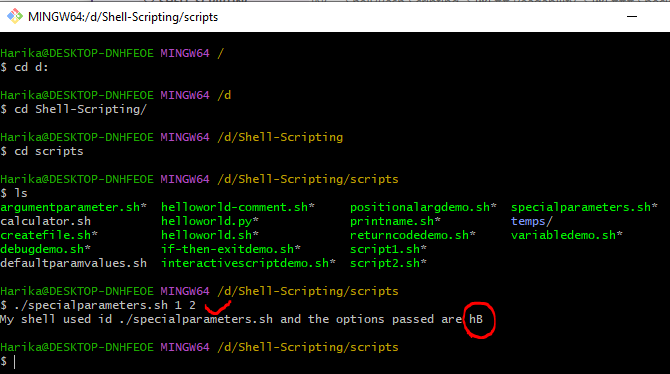 MINGW64:/d/Shell-Scripting/scripts
Harika@DESKTOP-DNHFEOE MINGW64 /
$ cd d:
Harika@DESKTOP-DNHFEOE MINGW64 /d
$ cd Shell-Scripting/
Harika@DESKTOP-DNHFEOE MINGW64 /d/Shell-Scripting
$ cd scripts
Harika@DESKTOP-DNHFEOE MINGW64 /d/Shell-Scripting/scripts
$ ls
argumentparameter.sh* helloworld-comment.sh* positionalargdemo.sh* specialparameters.sh*
calculator.sh helloworld.py* printname.sh* temps/
createfile.sh* helloworld.sh* returncodedemo.sh* variabledemo.sh*
debugdemo.sh* if-then-exitdemo.sh* script1.sh*
defaultparamvalues.sh interactivescriptdemo.sh* script2.sh*
Harika@DESKTOP-DNHFEOE MINGW64 /d/Shell-Scripting/scripts
$ ./specialparameters.sh 1 2
My shell used id ./specialparameters.sh and the options passed are hB
Harika@DESKTOP-DNHFEOE MINGW64 /d/Shell-Scripting/scripts
$